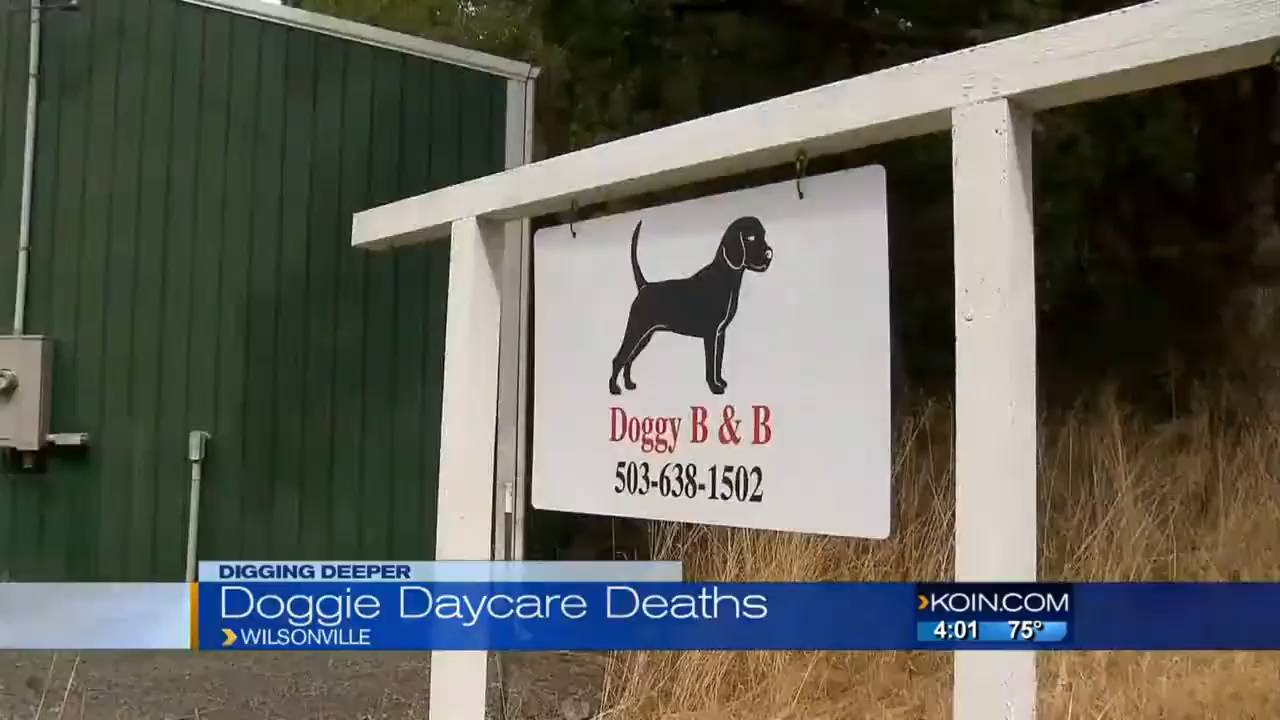 Doggy B & B
503-638-1502
DIGGING DEEPER
Doggie Daycare Deaths
WILSONVILLE
KOIN.COM
4:01 75°